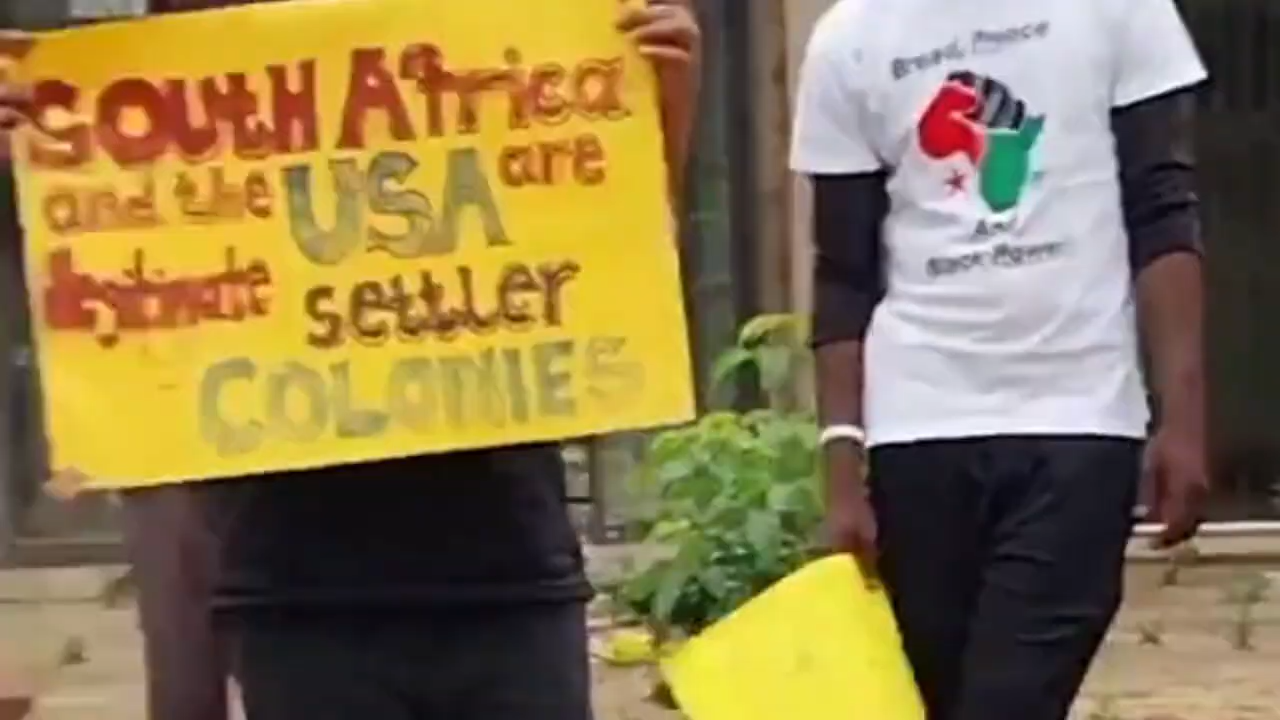 SOUtH Africa
and the USA are
settler
COLONIES
Bread, Peace
And
Black Power